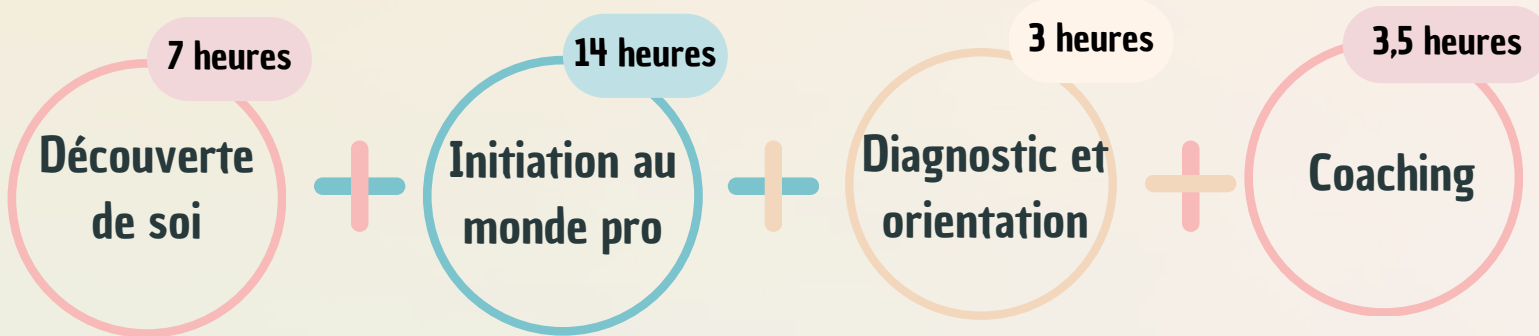 7 heures
Découverte
de soi
14 heures
Initiation au
monde pro
3 heures
Diagnostic et
orientation
3,5 heures
Coaching